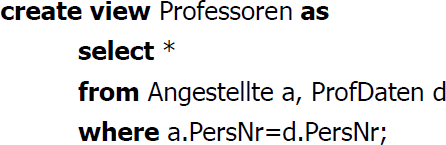 create view Professoren as
select *
from Angestellte a, ProfDaten d
where a.PersNr=d.PersNr;